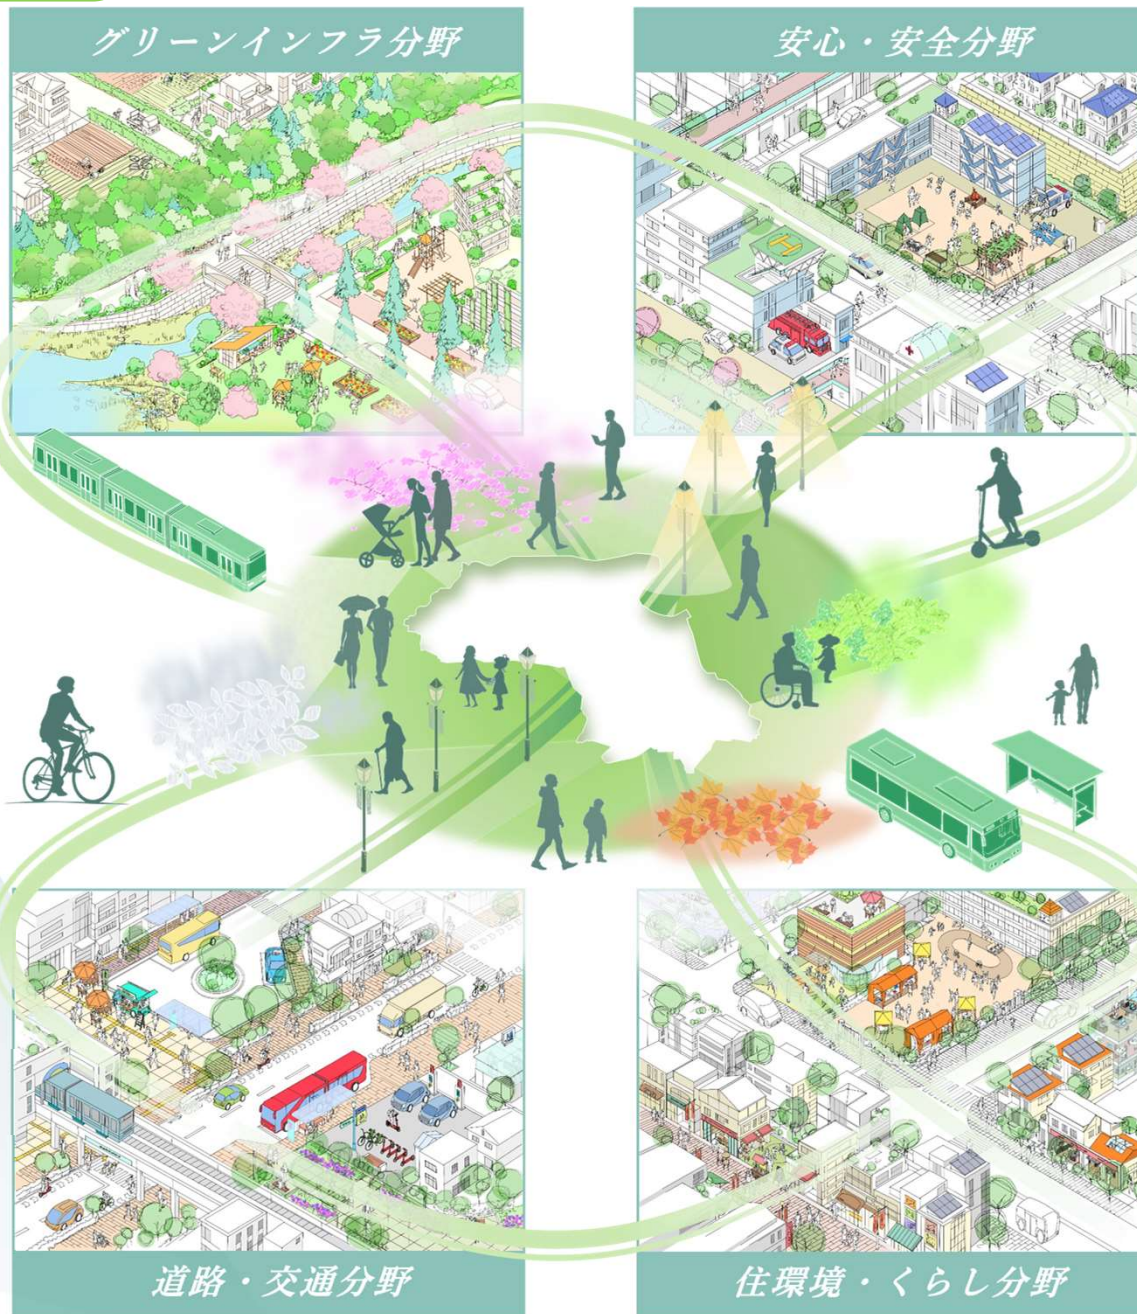 グリーンインフラ分野
安心・安全分野
H
道路・交通分野
住環境・くらし分野